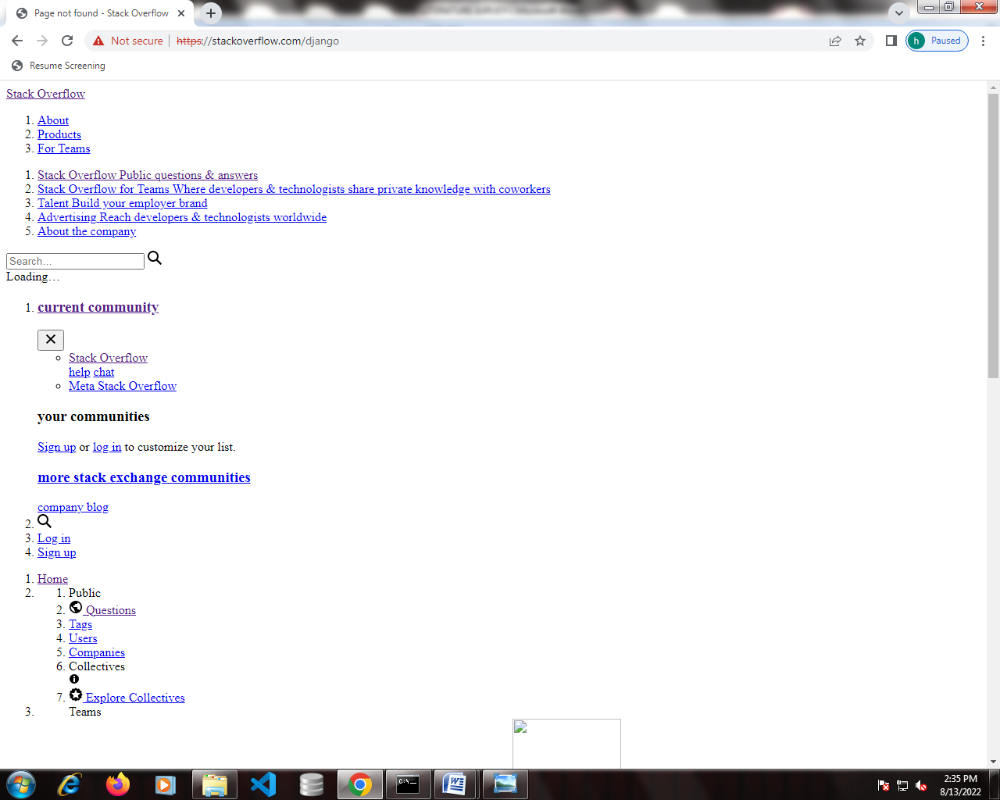 Page not found - Stack Overflow
Not secure
https://stackoverflow.com/django
h
Paused
Resume Screening
Stack Overflow
1. About
2. Products
3. For Teams
1. Stack Overflow Public questions & answers
2. Stack Overflow for Teams Where developers & technologists share private knowledge with coworkers
3. Talent Build your employer brand
4. Advertising Reach developers & technologists worldwide
5. About the company
Search…
Loading…
1. current community
Stack Overflow
help chat
Meta Stack Overflow
your communities
Sign up or log in to customize your list.
more stack exchange communities
company blog
2.
3. Log in
4. Sign up
1. Home
2. 1. Public
2. Questions
3. Tags
4. Users
5. Companies
6. Collectives
7. Explore Collectives
3. Teams
2:35 PM
8/13/2022